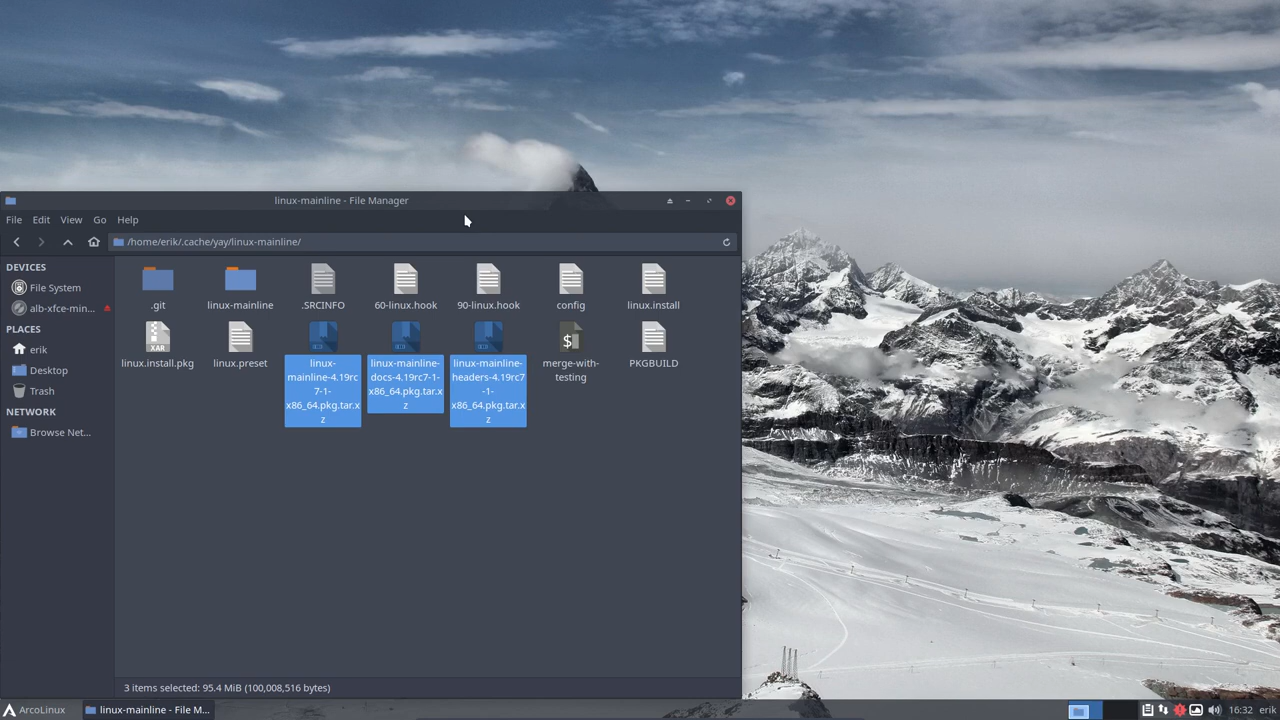 linux-mainline - File Manager
File Edit View Go Help
/home/erik/.cache/yay/linux-mainline/
DEVICES
File System
alb-xfce-min...
PLACES
erik
Desktop
Trash
NETWORK
Browse Net...
.git
linux-mainline
.SRCINFO
60-linux.hook
90-linux.hook
config
linux.install
XAR
linux.install.pkg
linux.preset
linux-
mainline-4.19rc
7-1-
x86_64.pkg.tar.x
z
linux-mainline-
docs-4.19rc7-1-
x86_64.pkg.tar.x
z
linux-mainline-
headers-4.19rc7
-1-
x86_64.pkg.tar.x
z
$
merge-with-
testing
PKGBUILD
3 items selected: 95.4 MiB (100,008,516 bytes)
ArcoLinux
linux-mainline - File M...
16:32 erik